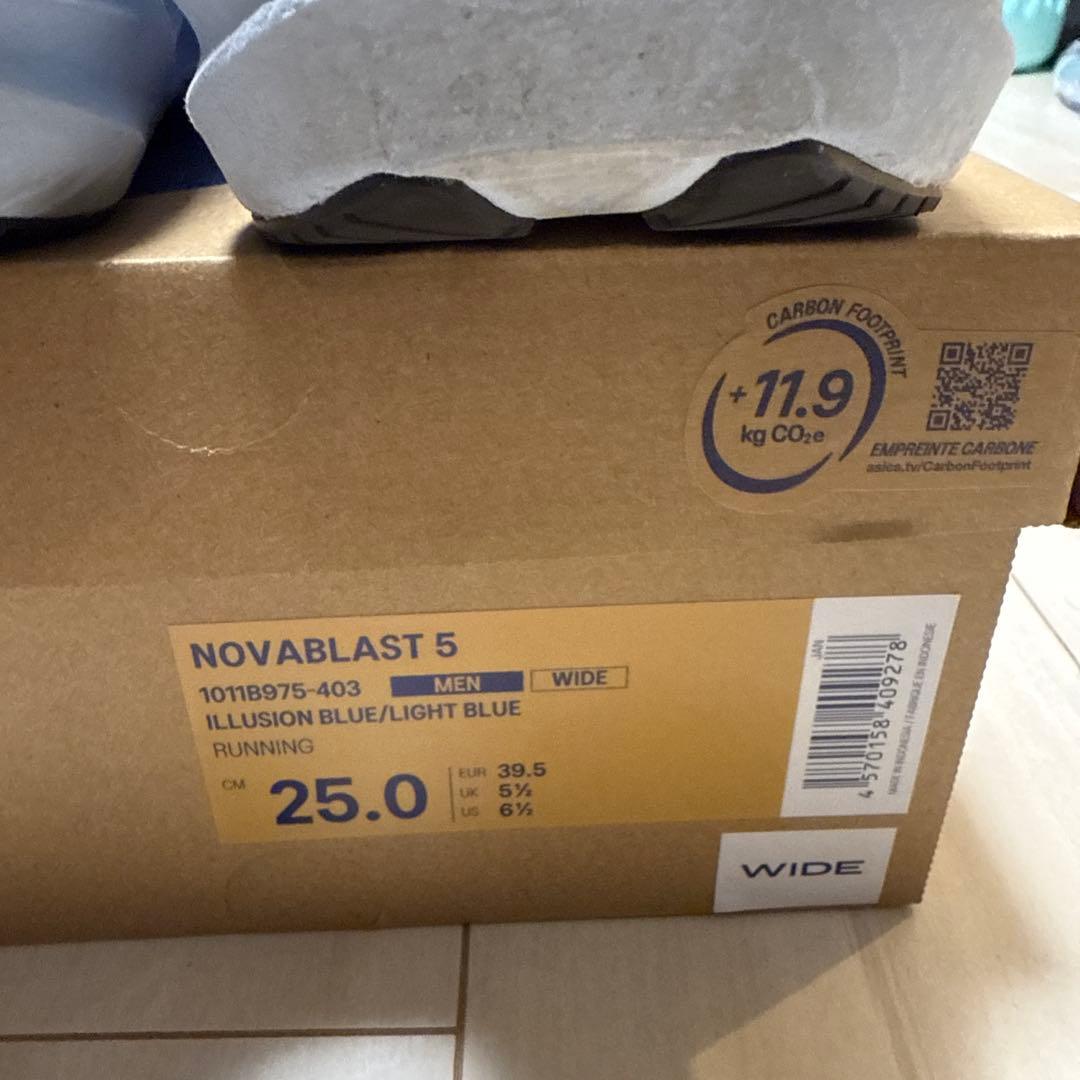 CARBON FOOTPRINT
+11.9
kg CO₂e
EMPREINTE CARBONE
asics.tv/CarbonFootprint
NOVABLAST 5
1011B975-403 MEN WIDE
ILLUSION BLUE/LIGHT BLUE
RUNNING
CM 25.0
EUR 39.5
UK 5½
US 6½
JAN
4 570158 409278
MADE IN INDONESIA / FABRIQUÉ EN INDONESIE
WIDE